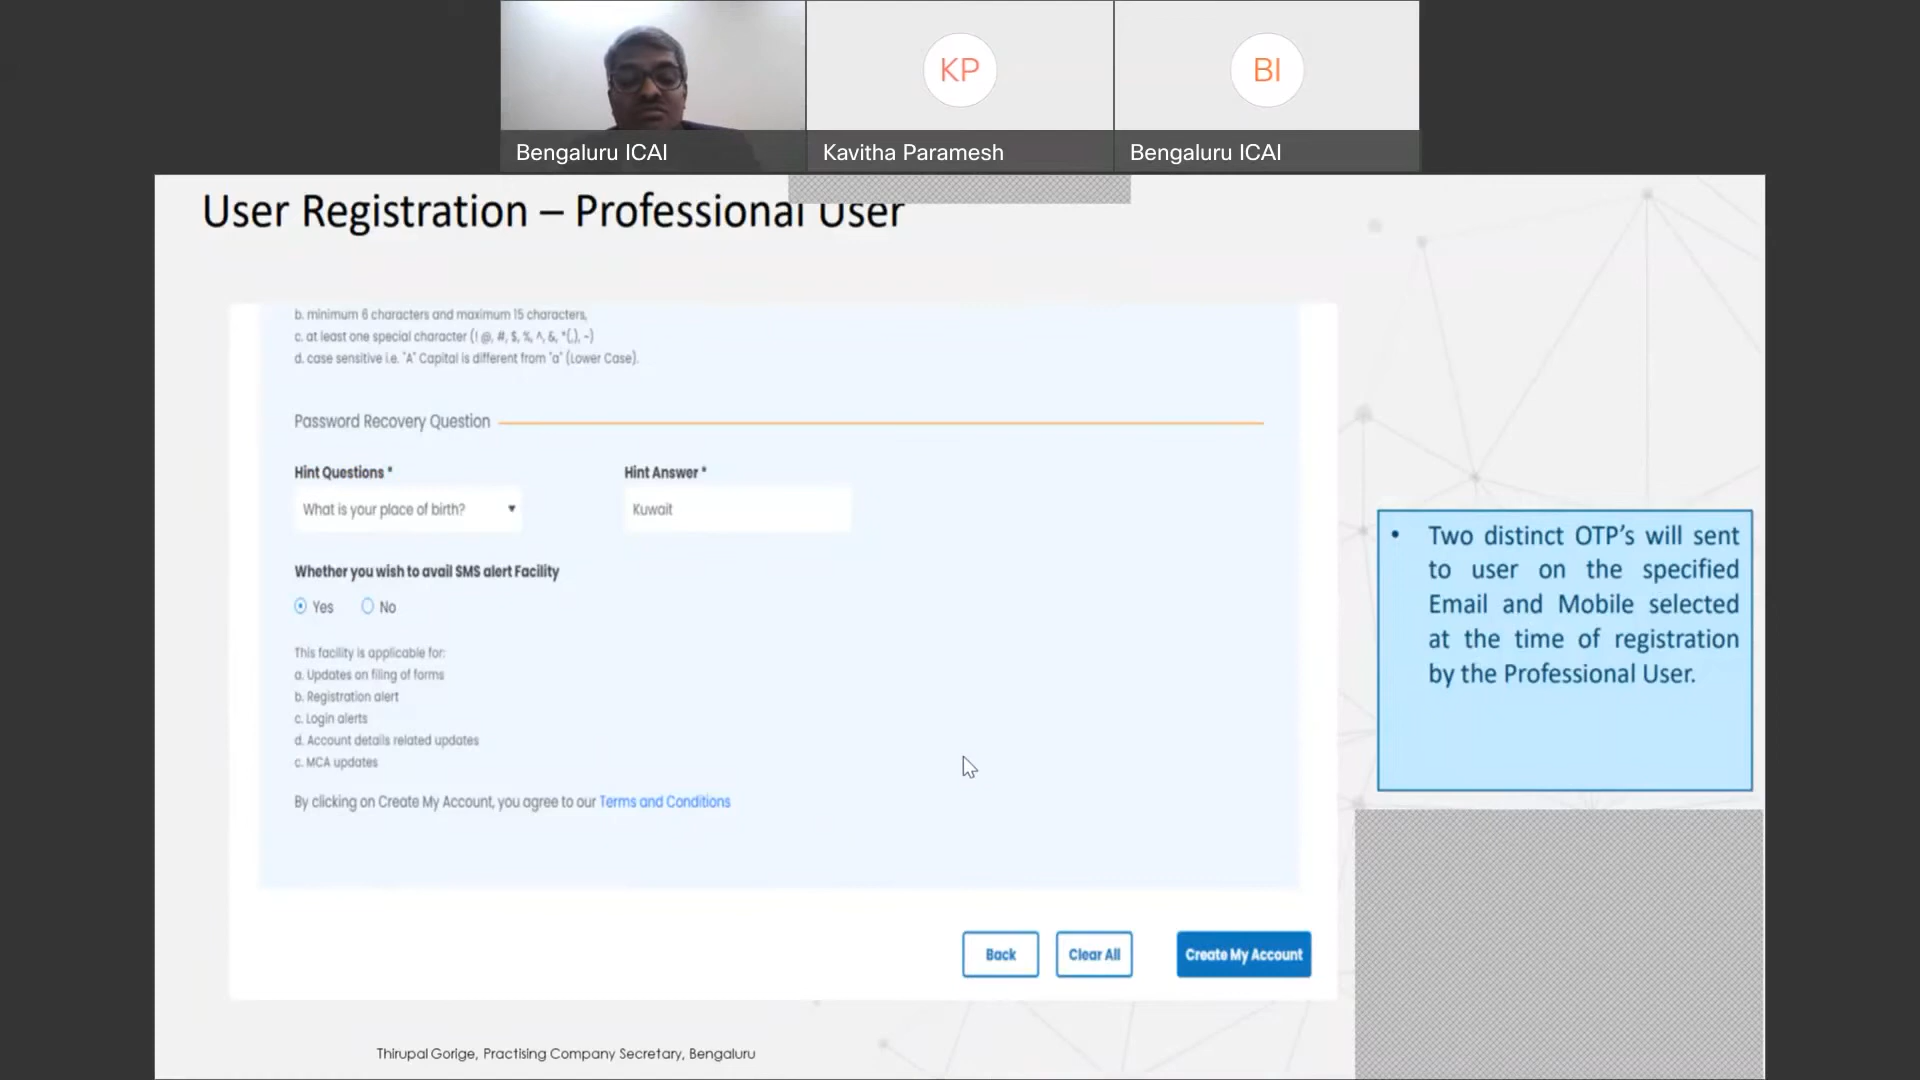 KP
BI
Bengaluru ICAI
Kavitha Paramesh
Bengaluru ICAI
User Registration – Professional User
b. minimum 6 characters and maximum 15 characters,
c. at least one special character (! @, #, $, %, ^, &, *(,), ~)
d. case sensitive i.e. "A" Capital is different from "a" (Lower Case).
Password Recovery Question
Hint Questions *
Hint Answer *
What is your place of birth?
Kuwait
Whether you wish to avail SMS alert Facility
Yes
No
This facility is applicable for:
a. Updates on filing of forms
b. Registration alert
c. Login alerts
d. Account details related updates
c. MCA updates
By clicking on Create My Account, you agree to our Terms and Conditions
Back
Clear All
Create My Account
• Two distinct OTP's will sent
to user on the specified
Email and Mobile selected
at the time of registration
by the Professional User.
Thirupal Gorige, Practising Company Secretary, Bengaluru